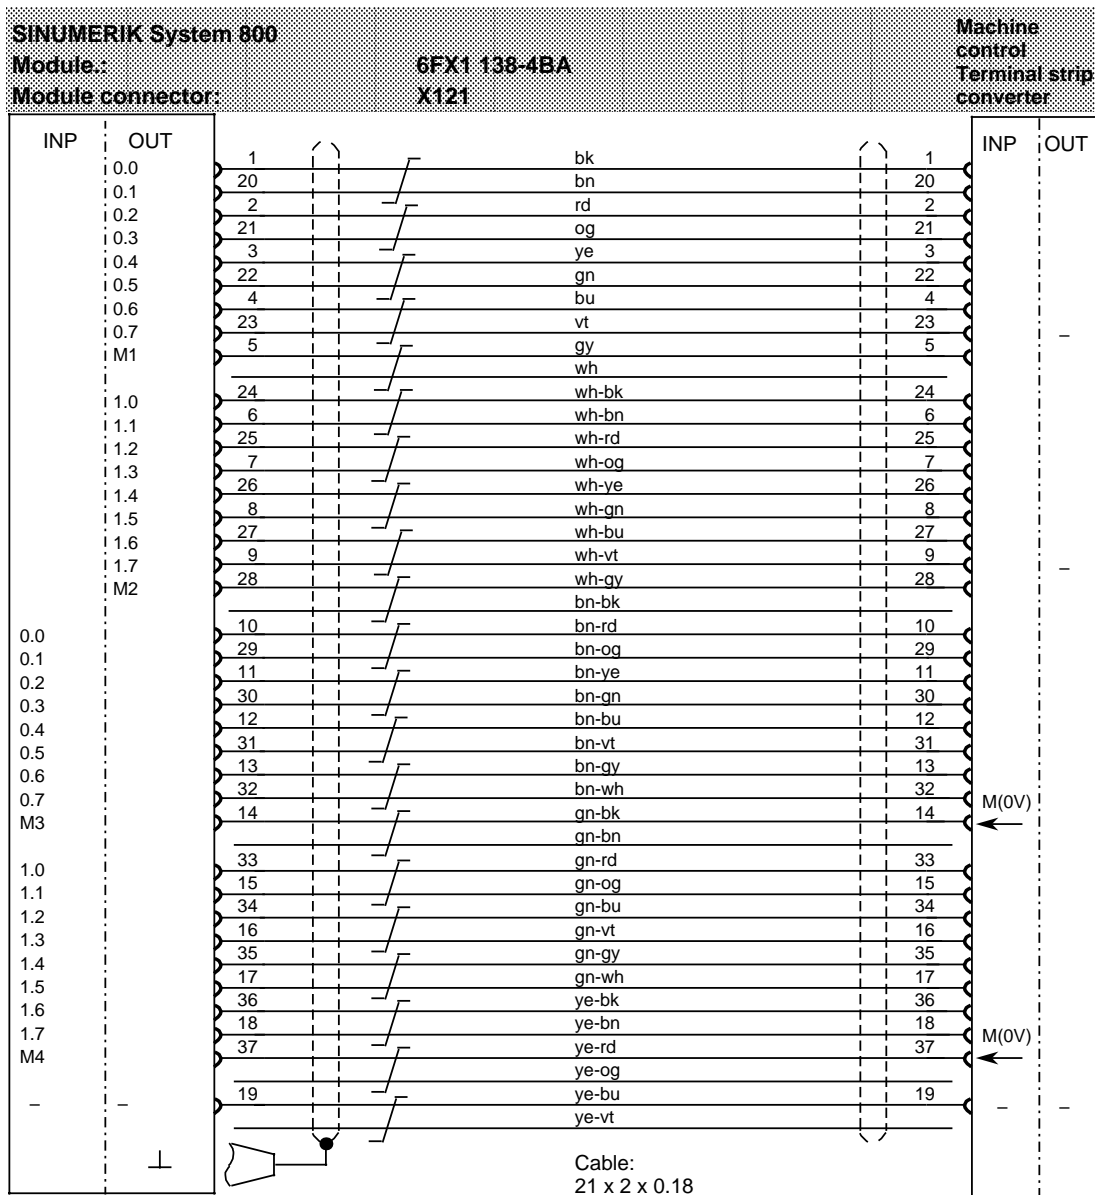 SINUMERIK System 800
Module.: 6FX1 138-4BA
Module connector: X121
Machine
control
Terminal strip
converter
INP OUT INP OUT
0.0 1 bk 1
0.1 20 bn 20
0.2 2 rd 2
0.3 21 og 21
0.4 3 ye 3
0.5 22 gn 22
0.6 4 bu 4
0.7 23 vt 23 –
M1 5 gy 5
wh
1.0 24 wh-bk 24
1.1 6 wh-bn 6
1.2 25 wh-rd 25
1.3 7 wh-og 7
1.4 26 wh-ye 26
1.5 8 wh-gn 8
1.6 27 wh-bu 27
1.7 9 wh-vt 9 –
M2 28 wh-gy 28
bn-bk
0.0 10 bn-rd 10
0.1 29 bn-og 29
0.2 11 bn-ye 11
0.3 30 bn-gn 30
0.4 12 bn-bu 12
0.5 31 bn-vt 31
0.6 13 bn-gy 13
0.7 32 bn-wh 32
M3 14 gn-bk 14 M(0V)
gn-bn
1.0 33 gn-rd 33
1.1 15 gn-og 15
1.2 34 gn-bu 34
1.3 16 gn-vt 16
1.4 35 gn-gy 35
1.5 17 gn-wh 17
1.6 36 ye-bk 36
1.7 18 ye-bn 18
M4 37 ye-rd 37 M(0V)
ye-og
– – 19 ye-bu 19 – –
ye-vt
Cable:
21 x 2 x 0.18